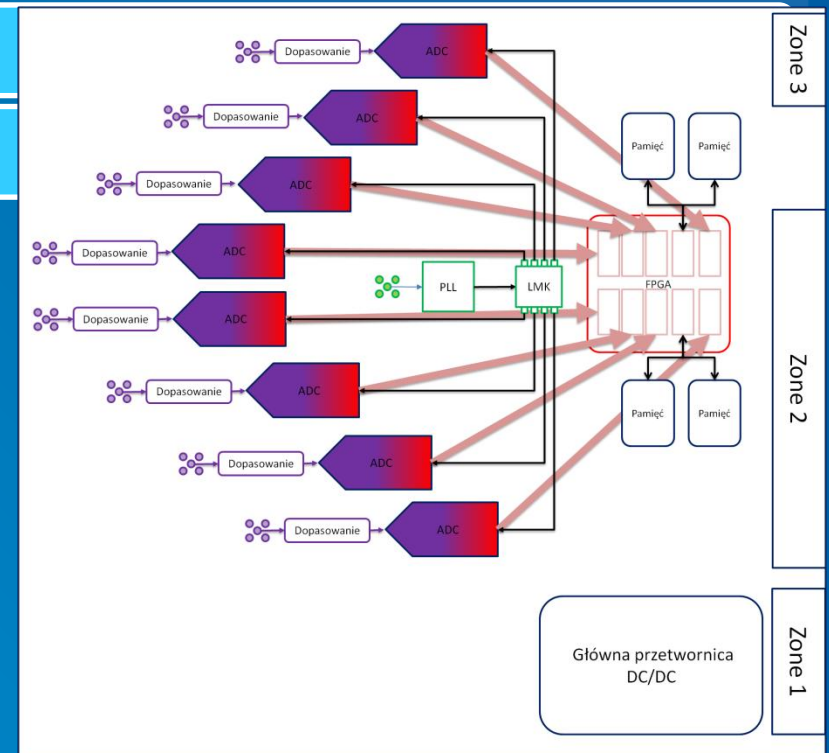 Dopasowanie
ADC
Zone 3
Dopasowanie
ADC
Pamięć
Pamięć
Dopasowanie
ADC
Dopasowanie
ADC
PLL
LMK
FPGA
Dopasowanie
ADC
Zone 2
Dopasowanie
ADC
Pamięć
Pamięć
Dopasowanie
ADC
Dopasowanie
ADC
Główna przetwornica
DC/DC
Zone 1